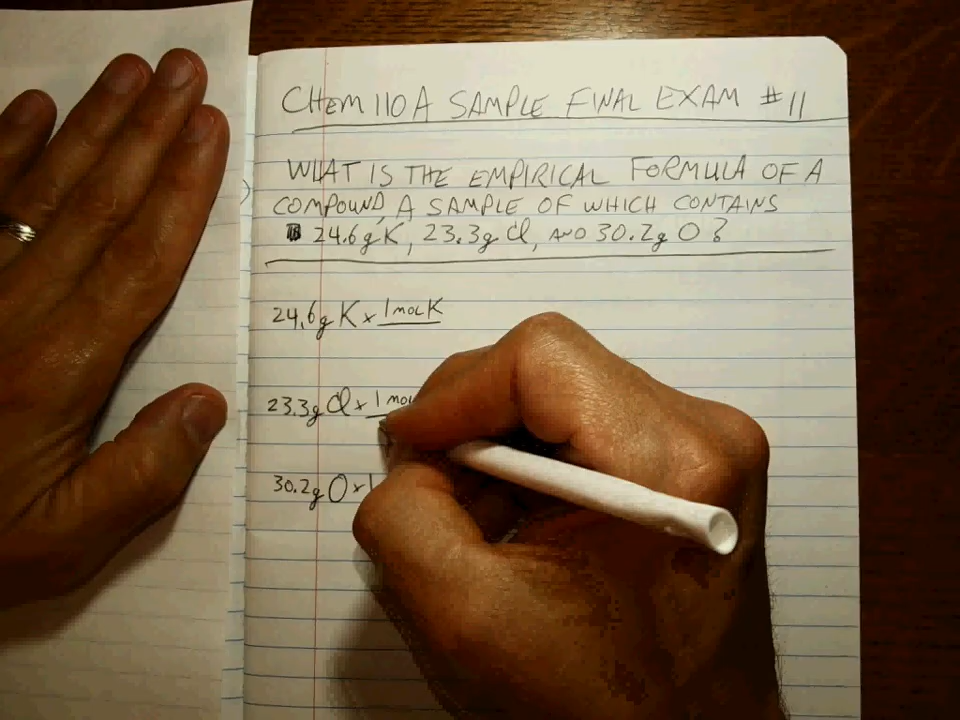 CHEM 110A SAMPLE FINAL EXAM #11
WHAT IS THE EMPIRICAL FORMULA OF A
COMPOUND, A SAMPLE OF WHICH CONTAINS
24.6g K, 23.3g Cl, AND 30.2g O?
24.6g K x 1 mol K
23.3g Cl x 1 mol
30.2g O x 1